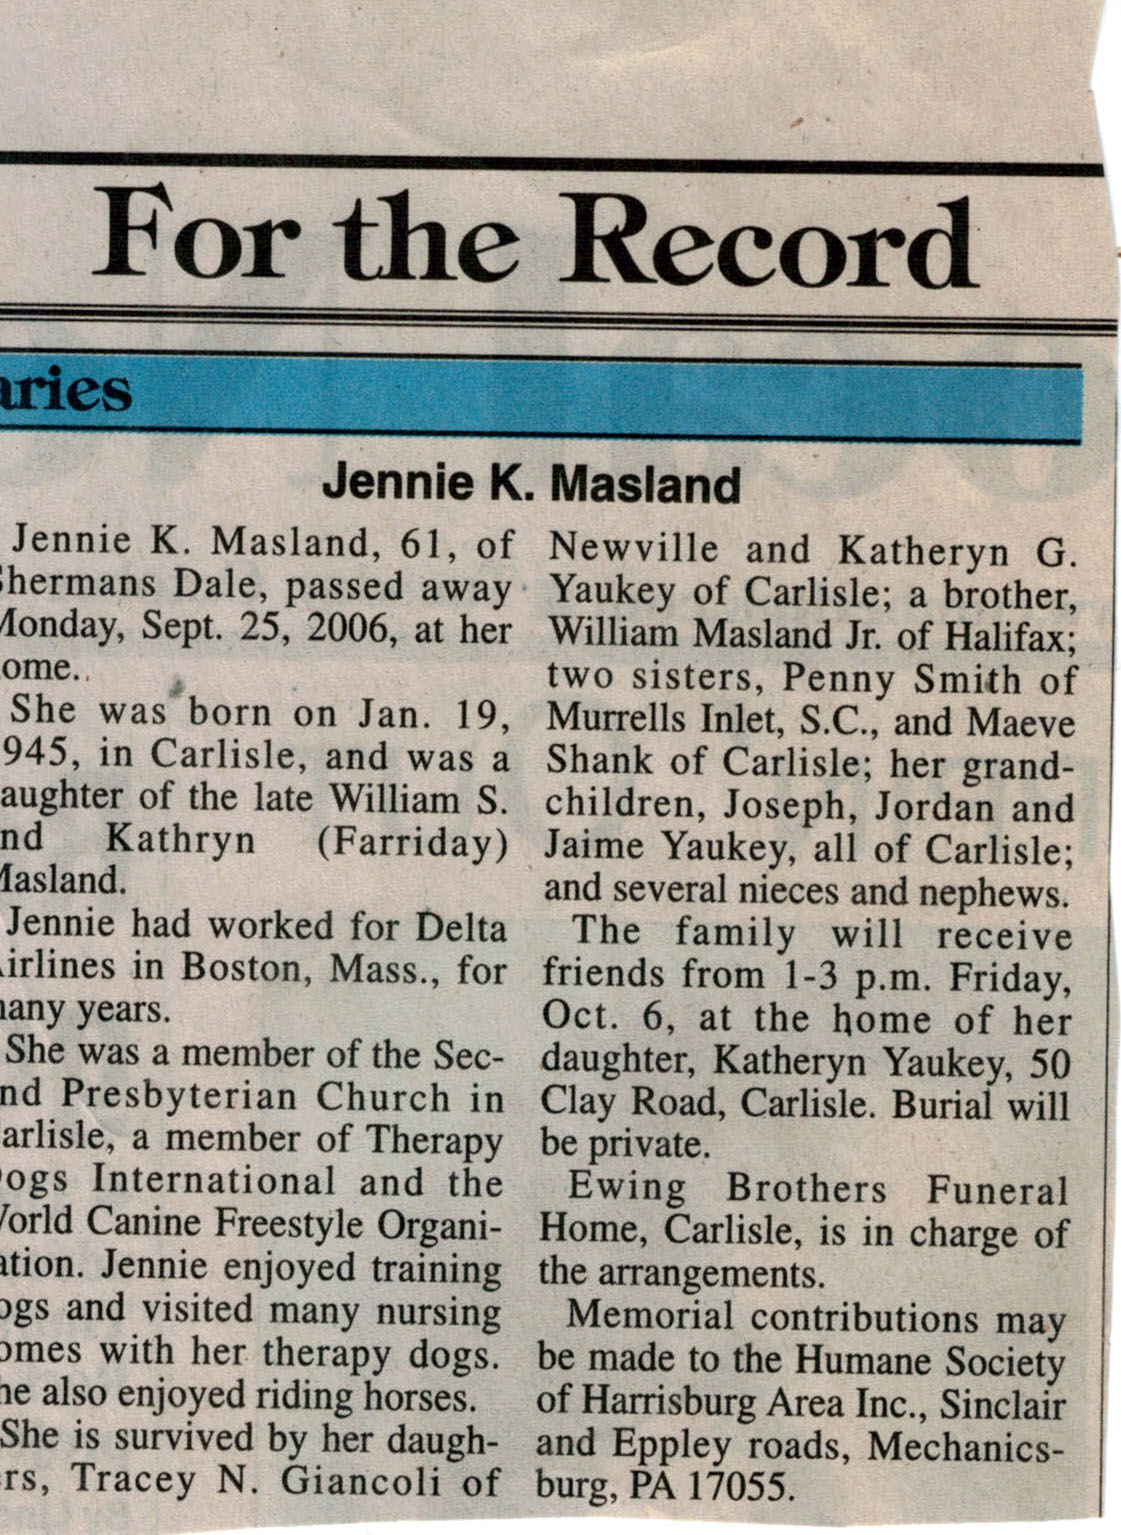 For the Record
aries
Jennie K. Masland
Jennie K. Masland, 61, of
Shermans Dale, passed away
Monday, Sept. 25, 2006, at her
ome.
She was born on Jan. 19,
945, in Carlisle, and was a
aughter of the late William S.
nd Kathryn (Farriday)
Masland.
Jennie had worked for Delta
Airlines in Boston, Mass., for
many years.
She was a member of the Sec-
nd Presbyterian Church in
arlisle, a member of Therapy
Dogs International and the
World Canine Freestyle Organi-
ation. Jennie enjoyed training
ogs and visited many nursing
omes with her therapy dogs.
he also enjoyed riding horses.
She is survived by her daugh-
ers, Tracey N. Giancoli of
Newville and Katheryn G.
Yaukey of Carlisle; a brother,
William Masland Jr. of Halifax;
two sisters, Penny Smith of
Murrells Inlet, S.C., and Maeve
Shank of Carlisle; her grand-
children, Joseph, Jordan and
Jaime Yaukey, all of Carlisle;
and several nieces and nephews.
The family will receive
friends from 1-3 p.m. Friday,
Oct. 6, at the home of her
daughter, Katheryn Yaukey, 50
Clay Road, Carlisle. Burial will
be private.
Ewing Brothers Funeral
Home, Carlisle, is in charge of
the arrangements.
Memorial contributions may
be made to the Humane Society
of Harrisburg Area Inc., Sinclair
and Eppley roads, Mechanics-
burg, PA 17055.